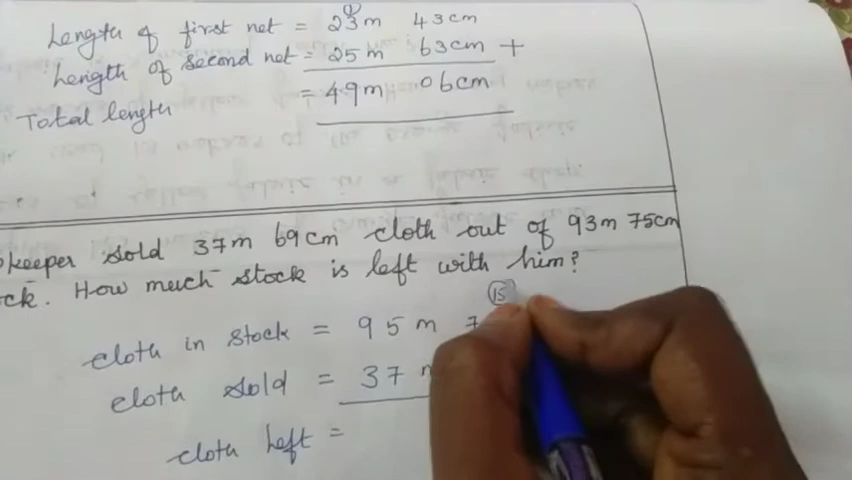 ①
Length of first net = 23m 43cm
Length of second net = 25m 63cm +
Total length = 49m 06cm
keeper sold 37m 69cm cloth out of 93m 75cm
ck. How much stock is left with him?
15
cloth in stock = 95m 7
cloth sold = 37
cloth left =